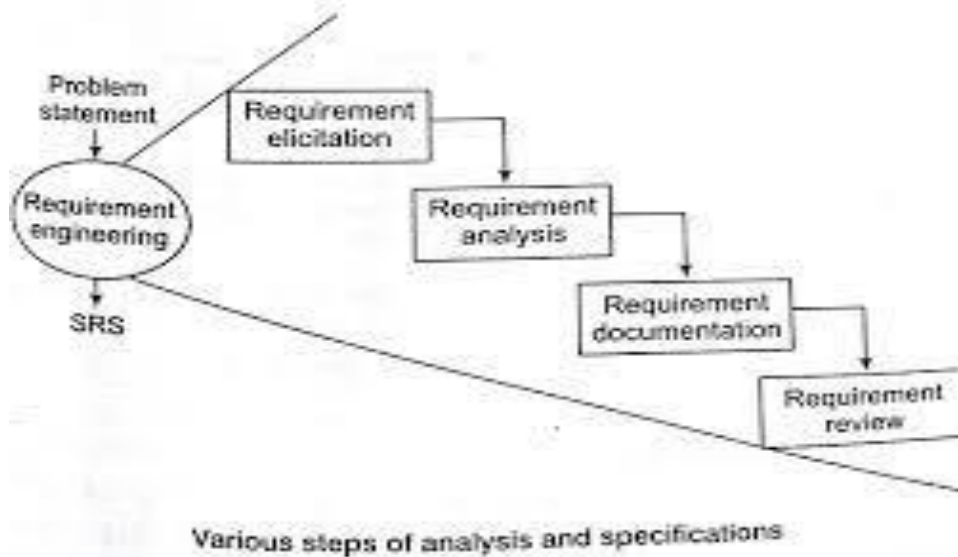 Problem
statement
Requirement
engineering
SRS
Requirement
elicitation
Requirement
analysis
Requirement
documentation
Requirement
review
Various steps of analysis and specifications